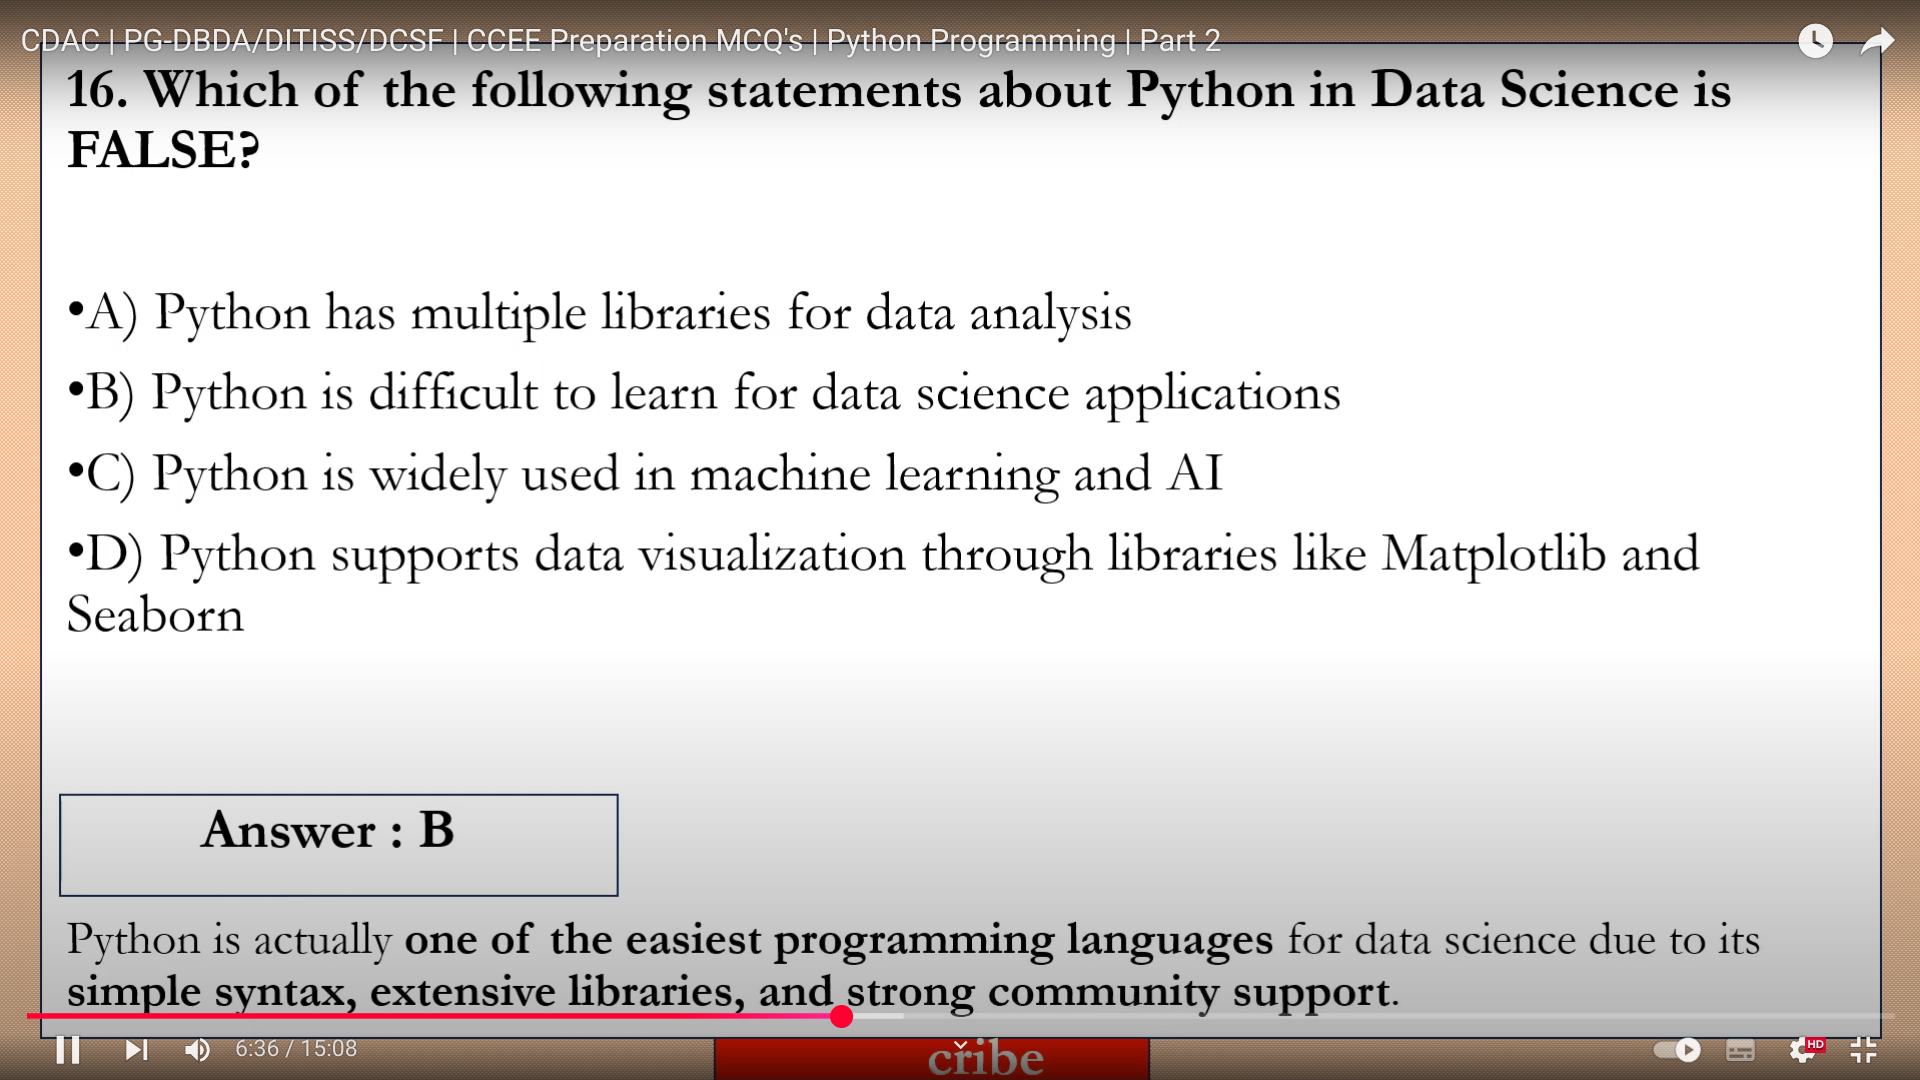 CDAC | PG-DBDA/DITISS/DCSF | CCEE Preparation MCQ's | Python Programming | Part 2
16. Which of the following statements about Python in Data Science is
FALSE?
•A) Python has multiple libraries for data analysis
•B) Python is difficult to learn for data science applications
•C) Python is widely used in machine learning and AI
•D) Python supports data visualization through libraries like Matplotlib and
Seaborn
Answer : B
Python is actually one of the easiest programming languages for data science due to its
simple syntax, extensive libraries, and strong community support.
6:36 / 15:08
cribe
HD